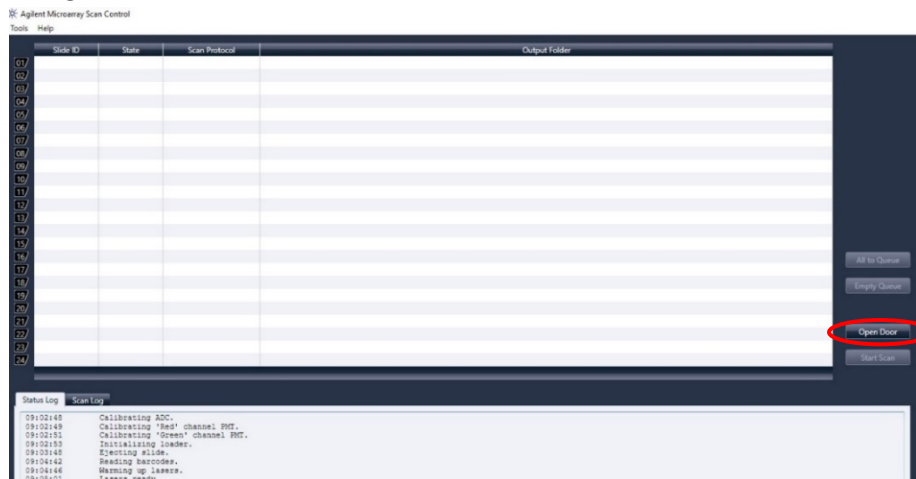 Agilent Microarray Scan Control
Tools Help
Slide ID State Scan Protocol Output Folder
01
02
03
04
05
06
07
08
09
10
11
12
13
14
15
16
17
18
19
20
21
22
23
24
All to Queue
Empty Queue
Open Door
Start Scan
Status Log Scan Log
09:02:48 Calibrating ADC.
09:02:49 Calibrating 'Red' channel PMT.
09:02:51 Calibrating 'Green' channel PMT.
09:02:53 Initializing loader.
09:03:48 Ejecting slide.
09:04:42 Reading barcodes.
09:04:46 Warming up lasers.
Lasers ready.